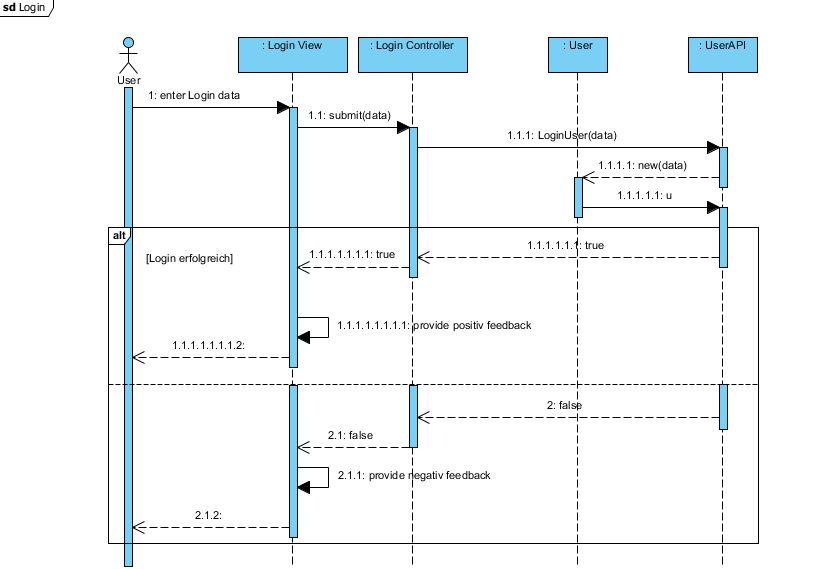 sd Login
: Login View
: Login Controller
: User
: UserAPI
User
1: enter Login data
1.1: submit(data)
1.1.1: LoginUser(data)
1.1.1.1: new(data)
1.1.1.1.1: u
alt
[Login erfolgreich]
1.1.1.1.1.1: true
1.1.1.1.1.1.1: true
1.1.1.1.1.1.1.1: provide positiv feedback
1.1.1.1.1.1.1.2:
2: false
2.1: false
2.1.1: provide negativ feedback
2.1.2: